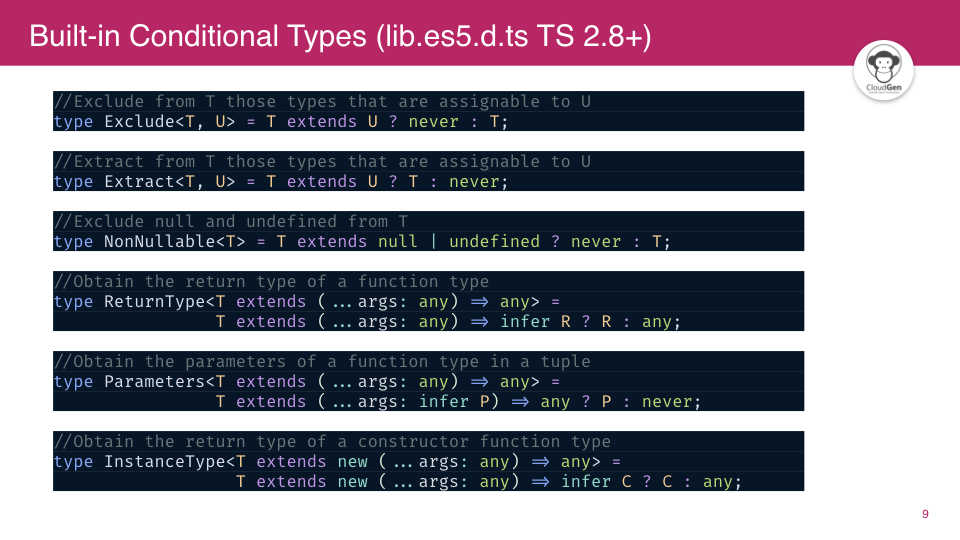 Built-in Conditional Types (lib.es5.d.ts TS 2.8+)
CloudGen
//Exclude from T those types that are assignable to U
type Exclude<T, U> = T extends U ? never : T;
//Extract from T those types that are assignable to U
type Extract<T, U> = T extends U ? T : never;
//Exclude null and undefined from T
type NonNullable<T> = T extends null | undefined ? never : T;
//Obtain the return type of a function type
type ReturnType<T extends (...args: any) => any> =
T extends (...args: any) => infer R ? R : any;
//Obtain the parameters of a function type in a tuple
type Parameters<T extends (...args: any) => any> =
T extends (...args: infer P) => any ? P : never;
//Obtain the return type of a constructor function type
type InstanceType<T extends new (...args: any) => any> =
T extends new (...args: any) => infer C ? C : any;
9